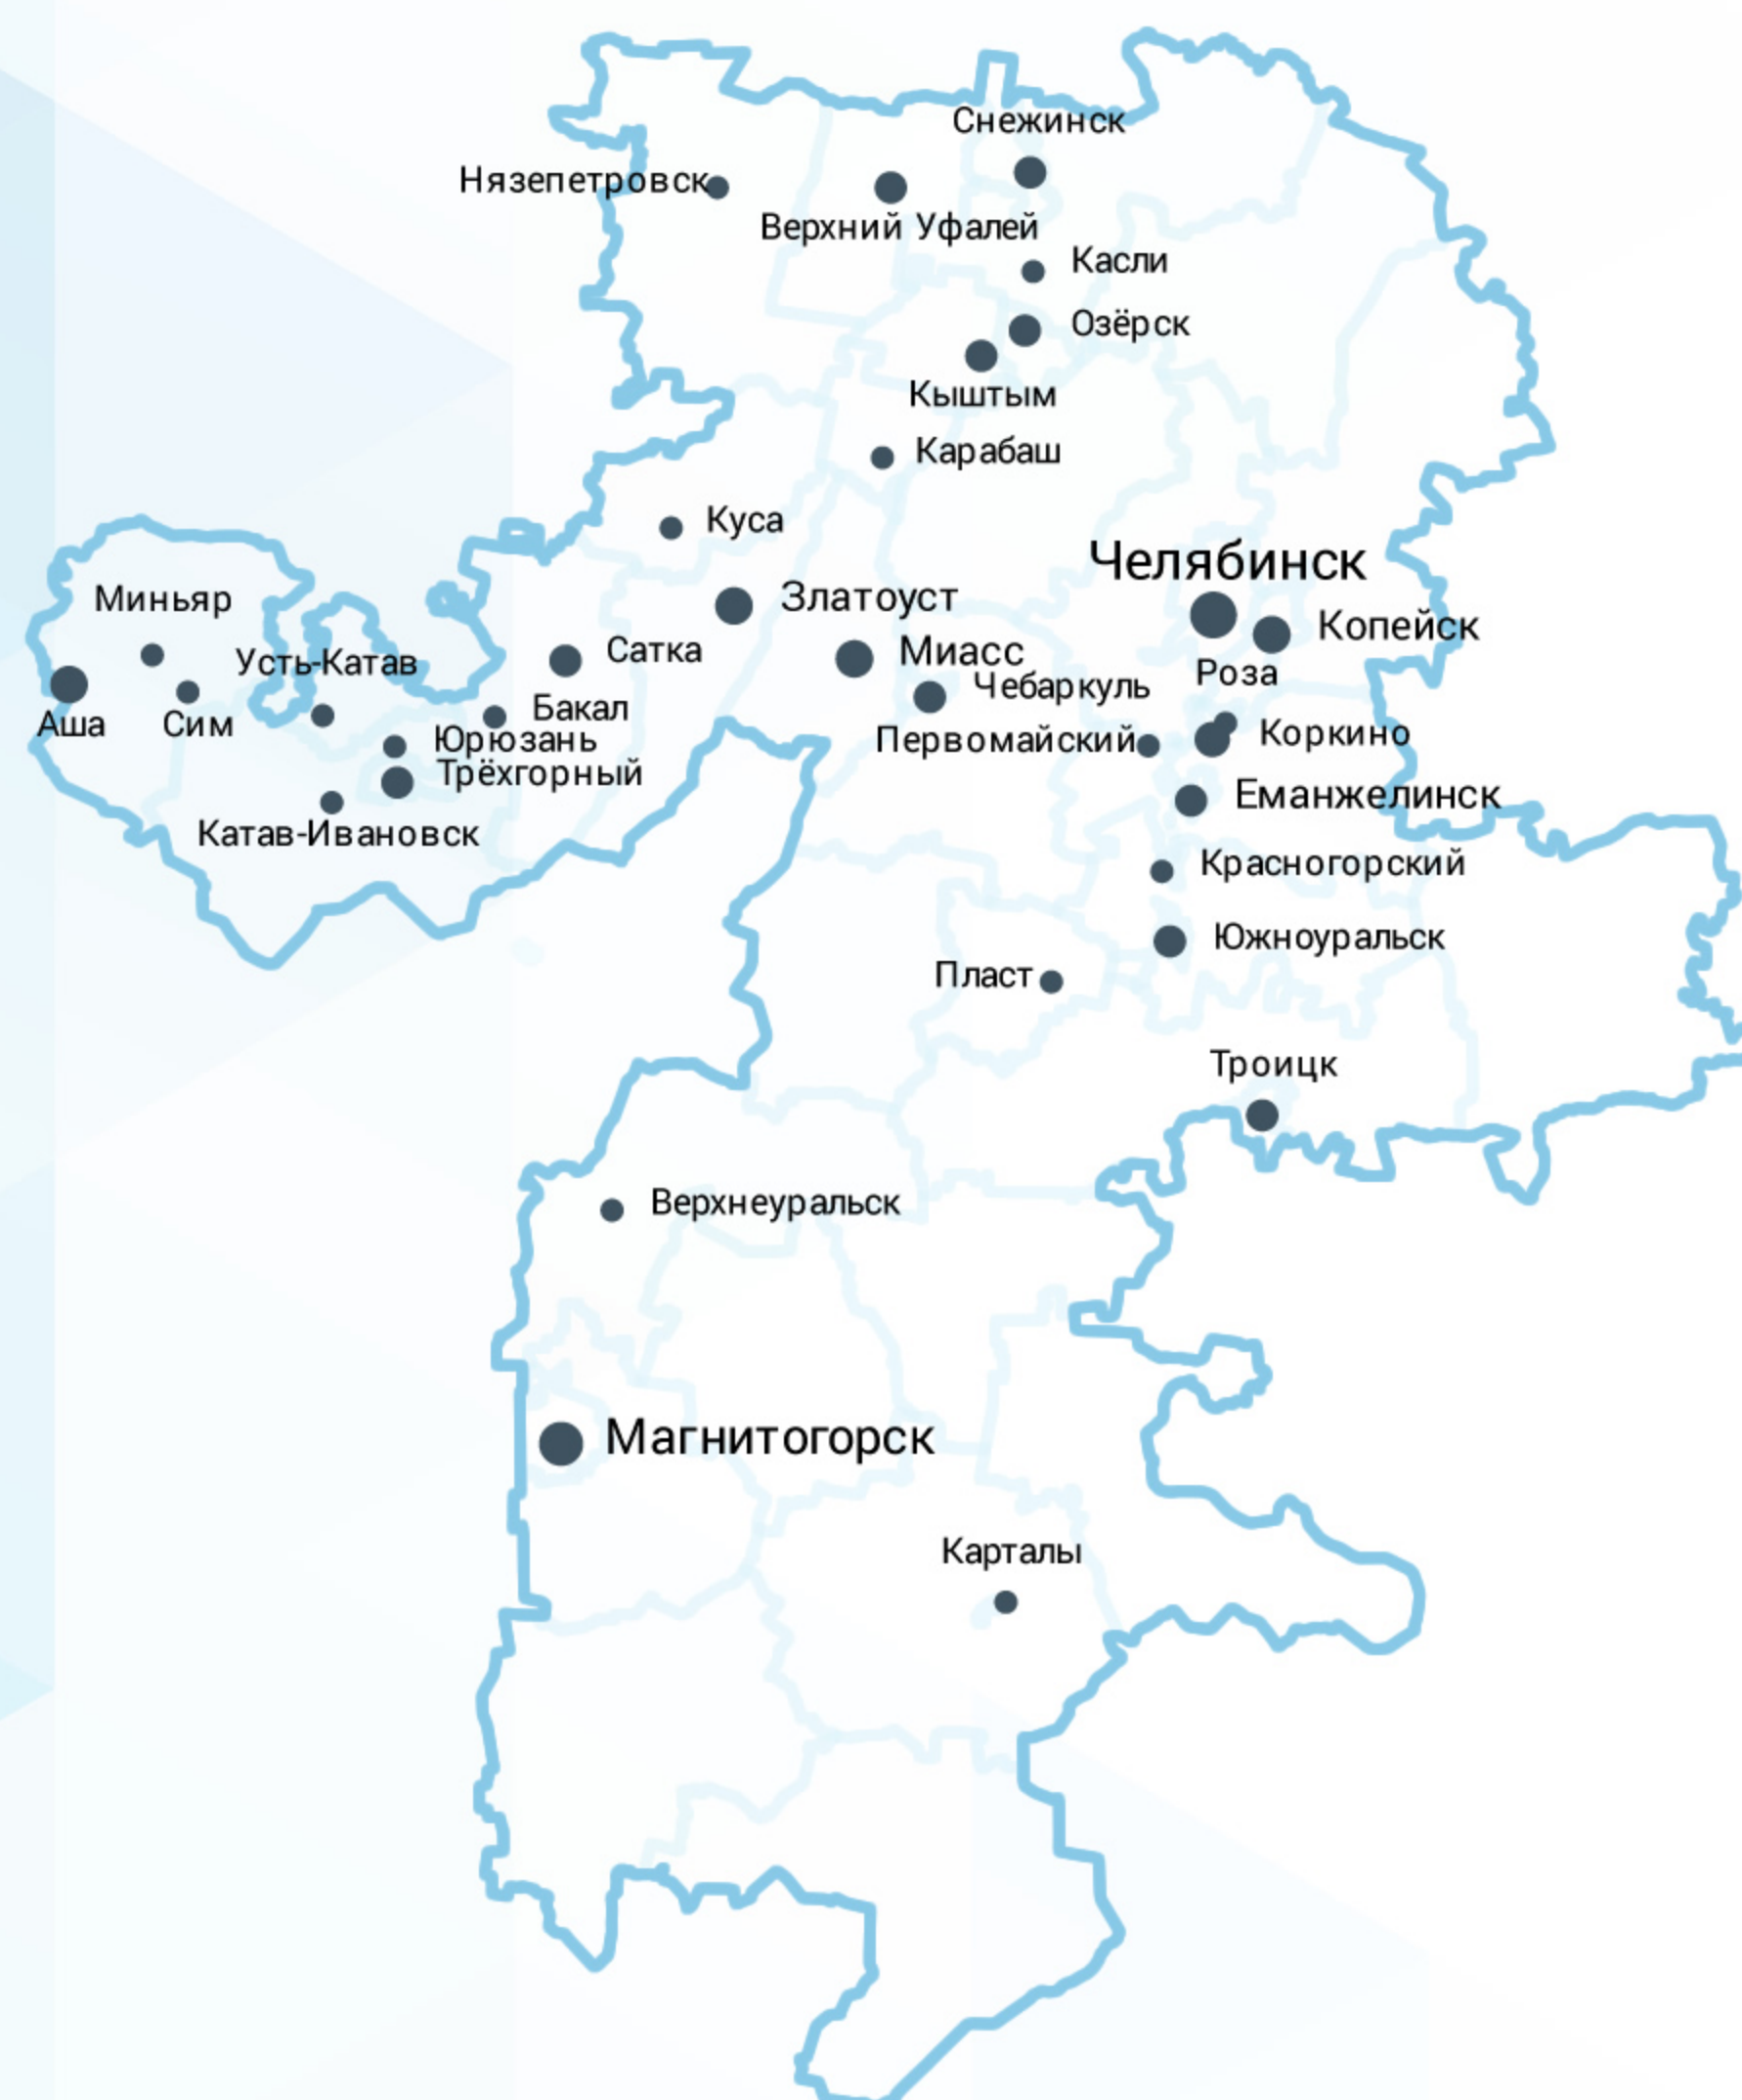 Снежинск
Нязепетровск
Верхний Уфалей
Касли
Озёрск
Кыштым
Карабаш
Куса
Челябинск
Миньяр
Златоуст
Копейск
Усть-Катав
Сатка
Миасс
Роза
Чебаркуль
Аша
Сим
Бакал
Юрюзань
Первомайский
Коркино
Трёхгорный
Еманжелинск
Катав-Ивановск
Красногорский
Южноуральск
Пласт
Троицк
Верхнеуральск
Магнитогорск
Карталы